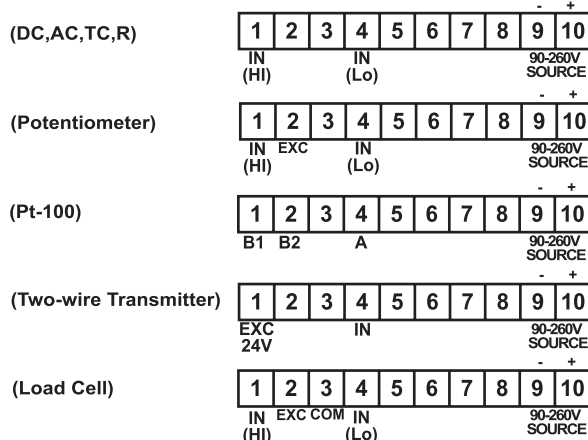 - +
(DC,AC,TC,R) 1 2 3 4 5 6 7 8 9 10
IN IN 90-260V
(HI) (Lo) SOURCE
- +
(Potentiometer) 1 2 3 4 5 6 7 8 9 10
IN EXC IN 90-260V
(HI) (Lo) SOURCE
- +
(Pt-100) 1 2 3 4 5 6 7 8 9 10
B1 B2 A 90-260V
SOURCE
- +
(Two-wire Transmitter) 1 2 3 4 5 6 7 8 9 10
EXC IN 90-260V
24V SOURCE
- +
(Load Cell) 1 2 3 4 5 6 7 8 9 10
IN EXC COM IN 90-260V
(HI) (Lo) SOURCE